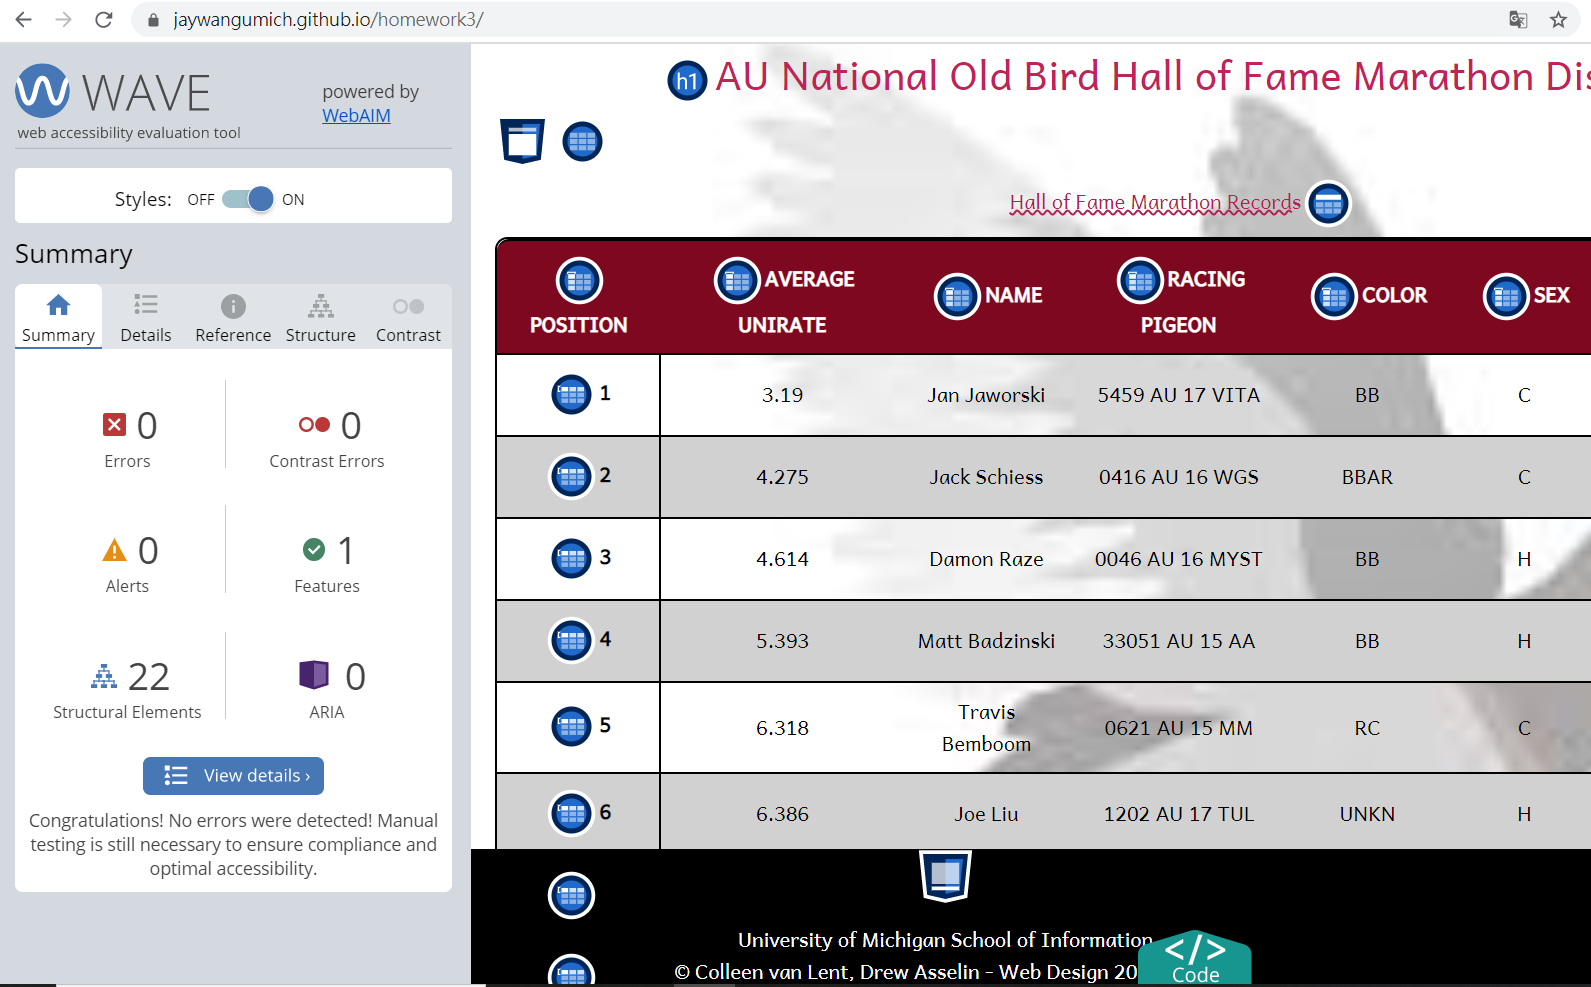 jaywangumich.github.io/homework3/
WAVE
web accessibility evaluation tool
powered by
WebAIM
Styles: OFF ON
Summary
Summary Details Reference Structure Contrast
0 0
Errors Contrast Errors
0 1
Alerts Features
22 0
Structural Elements ARIA
View details ›
Congratulations! No errors were detected! Manual
testing is still necessary to ensure compliance and
optimal accessibility.
h1 AU National Old Bird Hall of Fame Marathon Dis
Hall of Fame Marathon Records
POSITION AVERAGE UNIRATE NAME RACING PIGEON COLOR SEX
1 3.19 Jan Jaworski 5459 AU 17 VITA BB C
2 4.275 Jack Schiess 0416 AU 16 WGS BBAR C
3 4.614 Damon Raze 0046 AU 16 MYST BB H
4 5.393 Matt Badzinski 33051 AU 15 AA BB H
5 6.318 Travis Bemboom 0621 AU 15 MM RC C
6 6.386 Joe Liu 1202 AU 17 TUL UNKN H
University of Michigan School of Information
© Colleen van Lent, Drew Asselin - Web Design 20
</>
Code